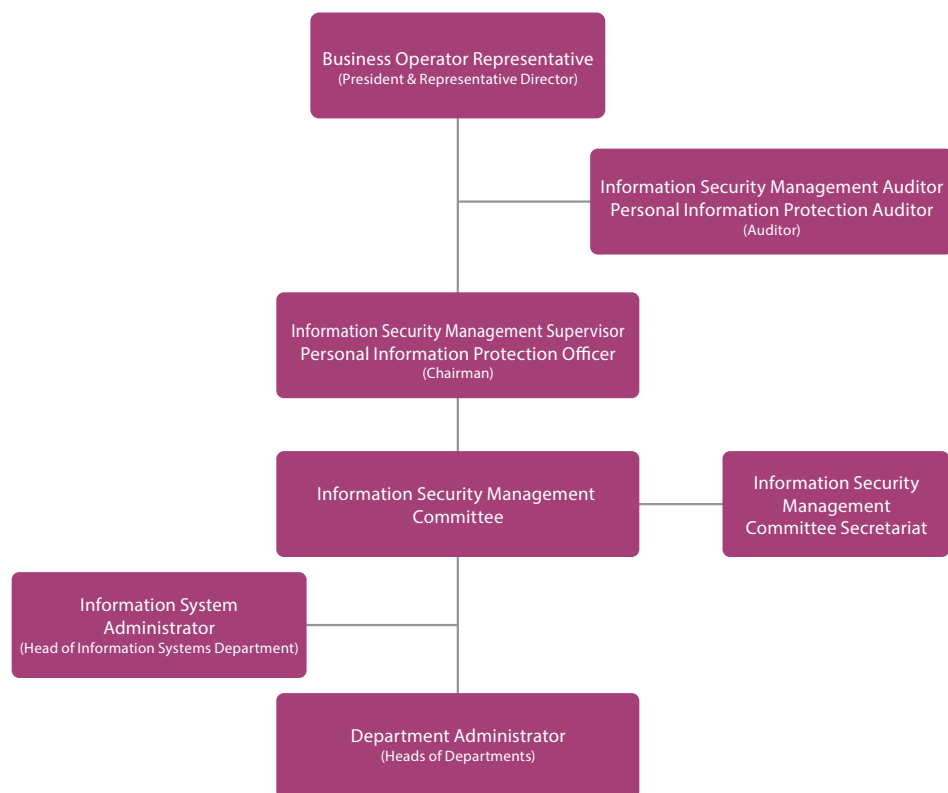 Business Operator Representative
(President & Representative Director)
Information Security Management Auditor
Personal Information Protection Auditor
(Auditor)
Information Security Management Supervisor
Personal Information Protection Officer
(Chairman)
Information Security Management
Committee
Information Security
Management
Committee Secretariat
Information System
Administrator
(Head of Information Systems Department)
Department Administrator
(Heads of Departments)